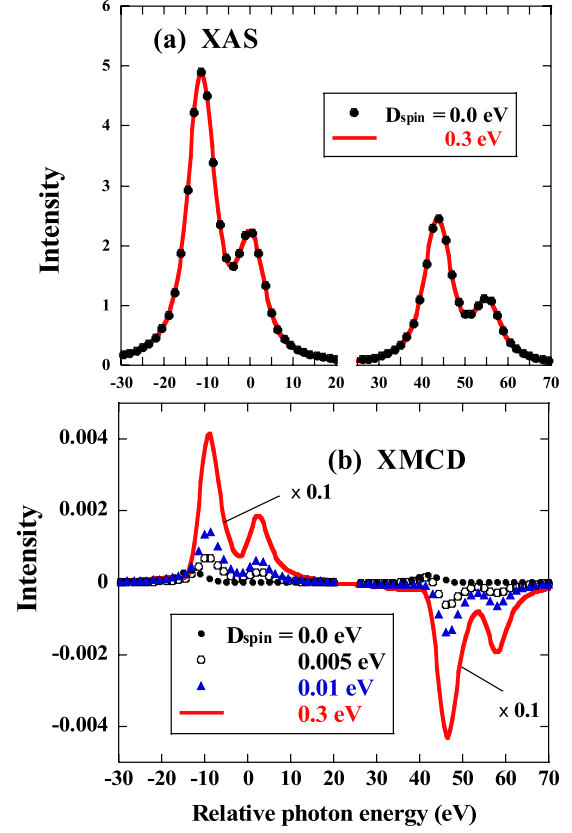 (a) XAS
6
5
4
3
2
1
0
Intensity
Dspin = 0.0 eV
0.3 eV
-30 -20 -10 0 10 20 30 40 50 60 70
(b) XMCD
0.004
0.002
0
-0.002
-0.004
Intensity
x 0.1
Dspin = 0.0 eV
0.005 eV
0.01 eV
0.3 eV
x 0.1
-30 -20 -10 0 10 20 30 40 50 60 70
Relative photon energy (eV)